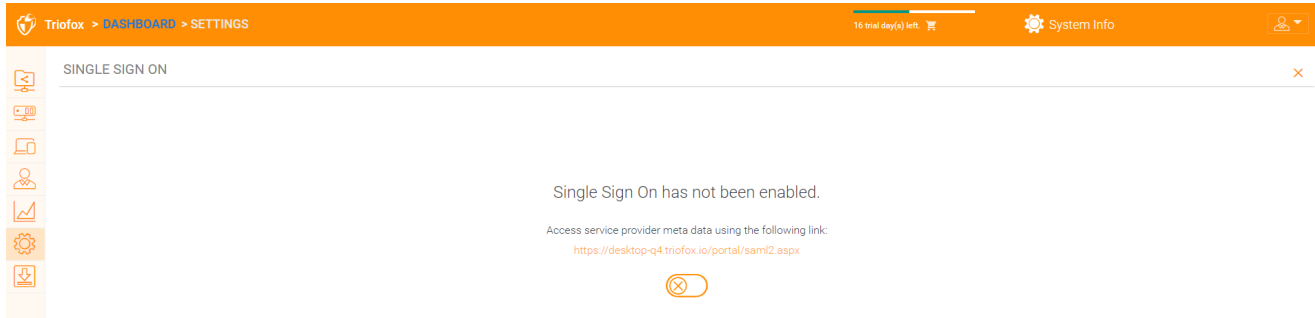 Triofox > DASHBOARD > SETTINGS
16 trial day(s) left.
System Info
SINGLE SIGN ON
Single Sign On has not been enabled.
Access service provider meta data using the following link:
https://desktop-q4.triofox.io/portal/saml2.aspx